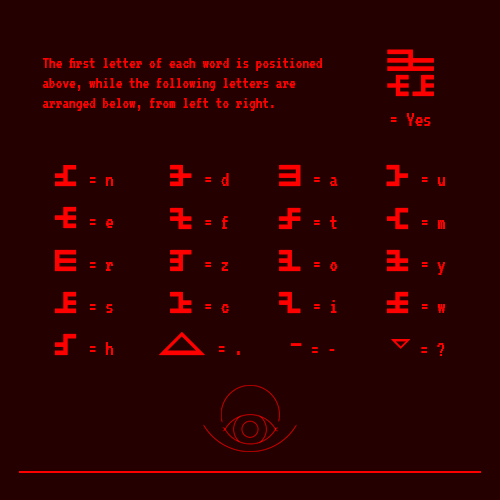 The first letter of each word is positioned
above, while the following letters are
arranged below, from left to right.
= Yes
= n = d = a = u
= e = f = t = m
= r = z = o = y
= s = c = i = w
= h = . = - = ?